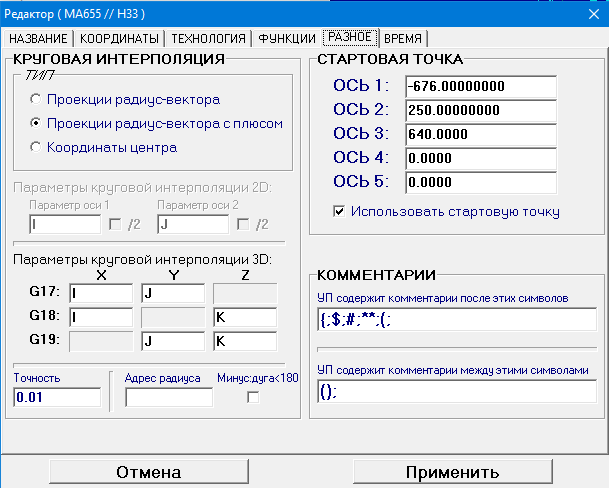 Редактор ( MA655 // H33 )
НАЗВАНИЕ КООРДИНАТЫ ТЕХНОЛОГИЯ ФУНКЦИИ РАЗНОЕ ВРЕМЯ
КРУГОВАЯ ИНТЕРПОЛЯЦИЯ
ТИП
Проекции радиус-вектора
Проекции радиус-вектора с плюсом
Координаты центра
Параметры круговой интерполяции 2D:
Параметр оси 1 Параметр оси 2
I /2 J /2
Параметры круговой интерполяции 3D:
X Y Z
G17: I J
G18: I K
G19: J K
Точность Адрес радиуса Минус:дуга<180
0.01
СТАРТОВАЯ ТОЧКА
ОСЬ 1: -676.00000000
ОСЬ 2: 250.00000000
ОСЬ 3: 640.0000
ОСЬ 4: 0.0000
ОСЬ 5: 0.0000
Использовать стартовую точку
КОММЕНТАРИИ
УП содержит комментарии после этих символов
{;$;#;**;(;
УП содержит комментарии между этими символами
();
Отмена Применить